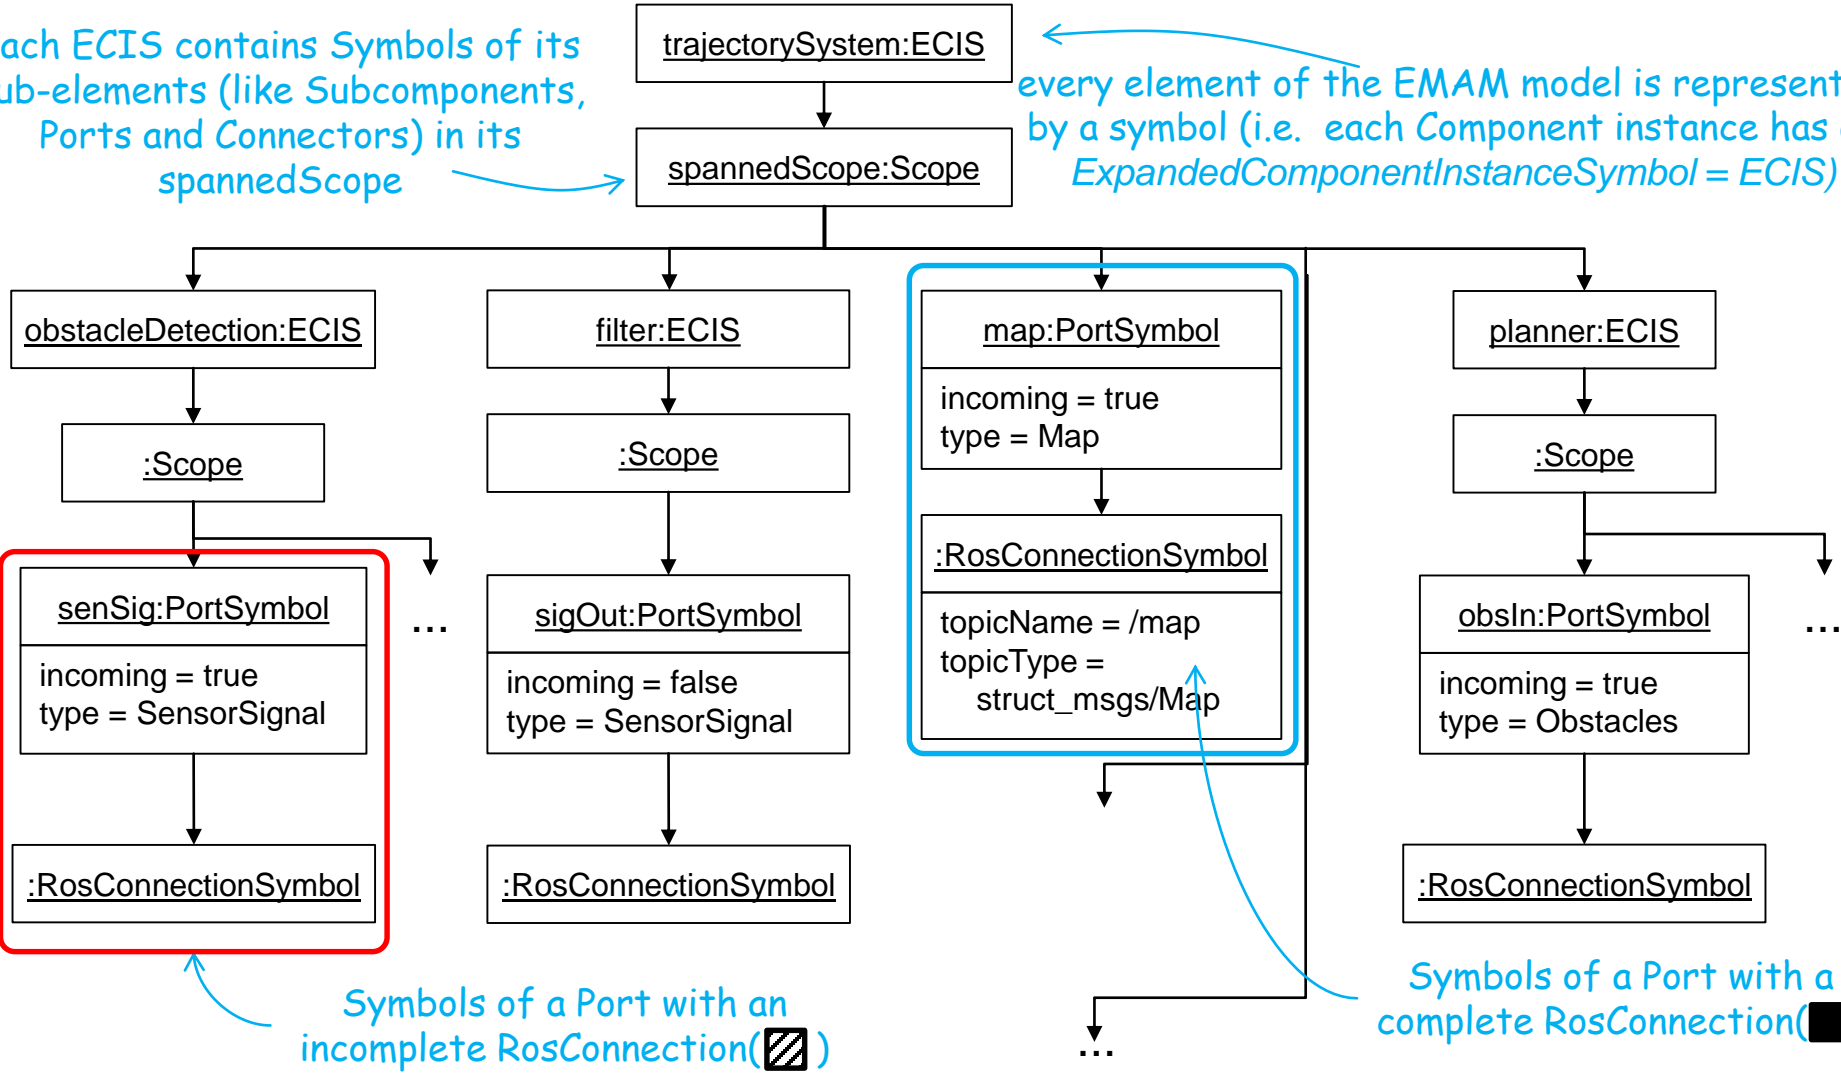 ach ECIS contains Symbols of its
ub-elements (like Subcomponents,
Ports and Connectors) in its
spannedScope
trajectorySystem:ECIS
spannedScope:Scope
every element of the EMAM model is represent
by a symbol (i.e. each Component instance has
ExpandedComponentInstanceSymbol = ECIS)
obstacleDetection:ECIS
:Scope
senSig:PortSymbol
incoming = true
type = SensorSignal
:RosConnectionSymbol
...
filter:ECIS
:Scope
sigOut:PortSymbol
incoming = false
type = SensorSignal
:RosConnectionSymbol
map:PortSymbol
incoming = true
type = Map
:RosConnectionSymbol
topicName = /map
topicType =
struct_msgs/Map
...
planner:ECIS
:Scope
obsIn:PortSymbol
incoming = true
type = Obstacles
:RosConnectionSymbol
...
Symbols of a Port with an
incomplete RosConnection( )
Symbols of a Port with a
complete RosConnection(